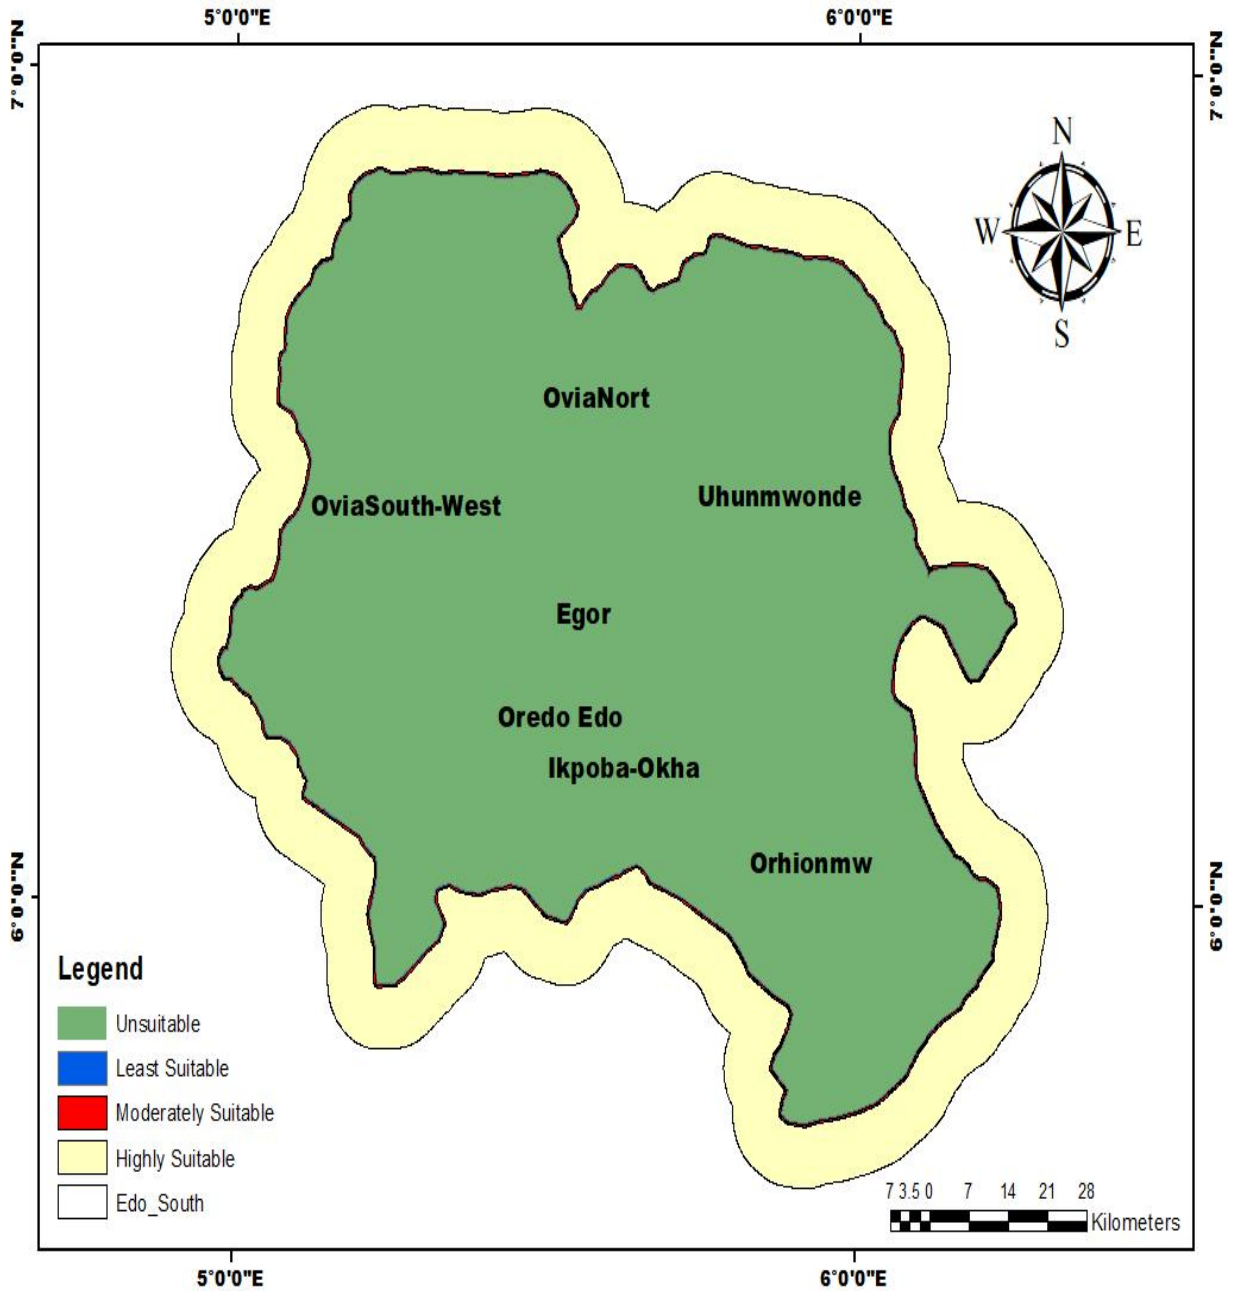 5°0'0"E 6°0'0"E
7°0'0"N 7°0'0"N
N
W E
S
OviaNort
Uhunmwonde
OviaSouth-West
Egor
Oredo Edo
Ikpoba-Okha
Orhionmw
6°0'0"N 6°0'0"N
Legend
Unsuitable
Least Suitable
Moderately Suitable
Highly Suitable
Edo_South
7 3.5 0 7 14 21 28
Kilometers
5°0'0"E 6°0'0"E